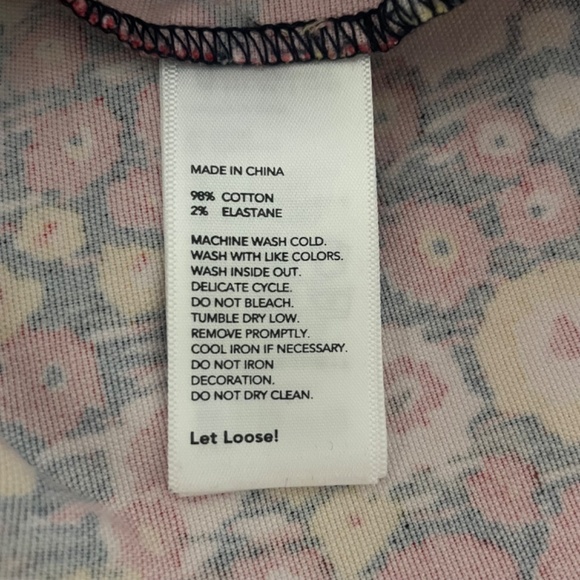 MADE IN CHINA
98% COTTON
2% ELASTANE
MACHINE WASH COLD.
WASH WITH LIKE COLORS.
WASH INSIDE OUT.
DELICATE CYCLE.
DO NOT BLEACH.
TUMBLE DRY LOW.
REMOVE PROMPTLY.
COOL IRON IF NECESSARY.
DO NOT IRON
DECORATION.
DO NOT DRY CLEAN.
Let Loose!